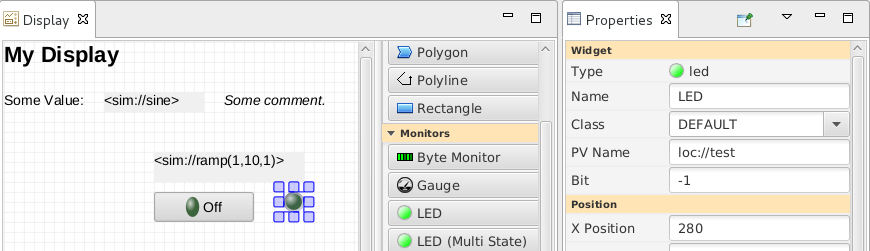 Display
My Display
Some Value: <sim://sine> Some comment.
<sim://ramp(1,10,1)>
Off
Polygon
Polyline
Rectangle
Monitors
Byte Monitor
Gauge
LED
LED (Multi State)
Properties
Widget
Type led
Name LED
Class DEFAULT
PV Name loc://test
Bit -1
Position
X Position 280